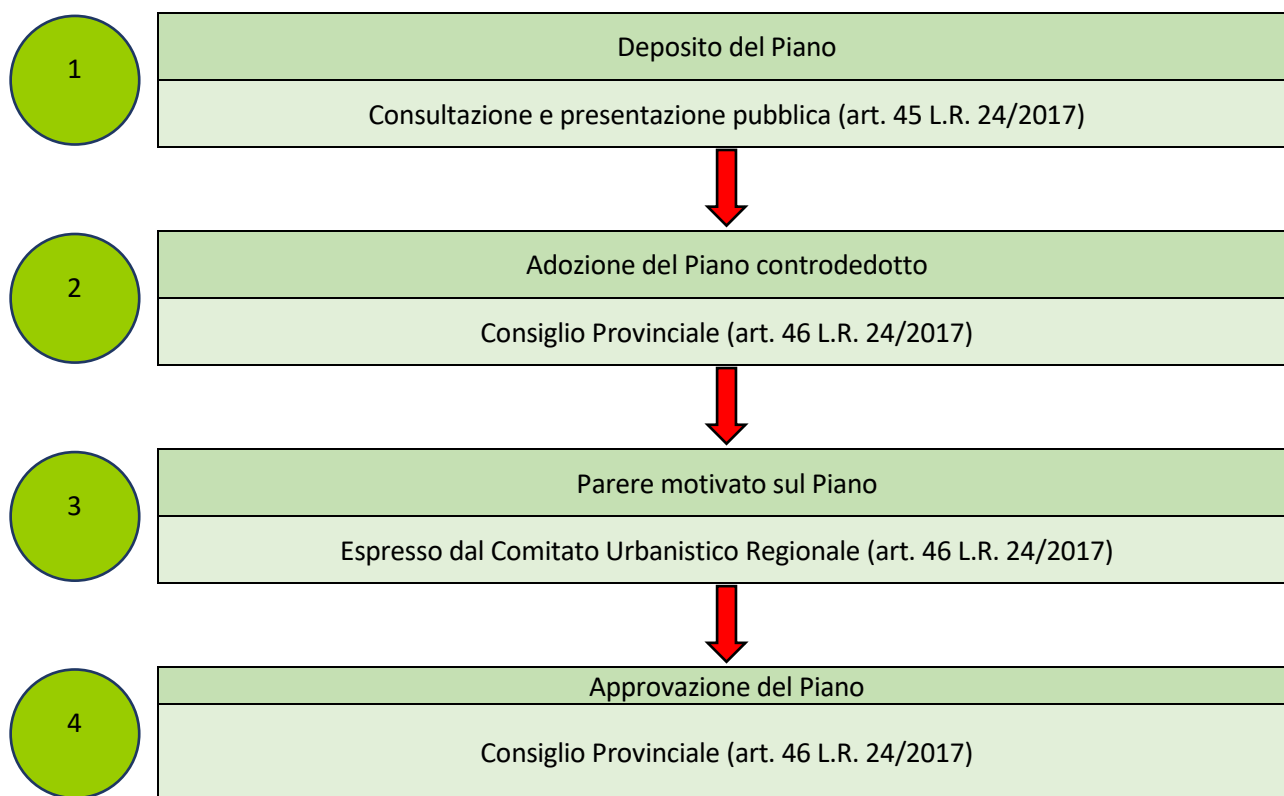 1
Deposito del Piano
Consultazione e presentazione pubblica (art. 45 L.R. 24/2017)
2
Adozione del Piano controdedotto
Consiglio Provinciale (art. 46 L.R. 24/2017)
3
Parere motivato sul Piano
Espresso dal Comitato Urbanistico Regionale (art. 46 L.R. 24/2017)
4
Approvazione del Piano
Consiglio Provinciale (art. 46 L.R. 24/2017)